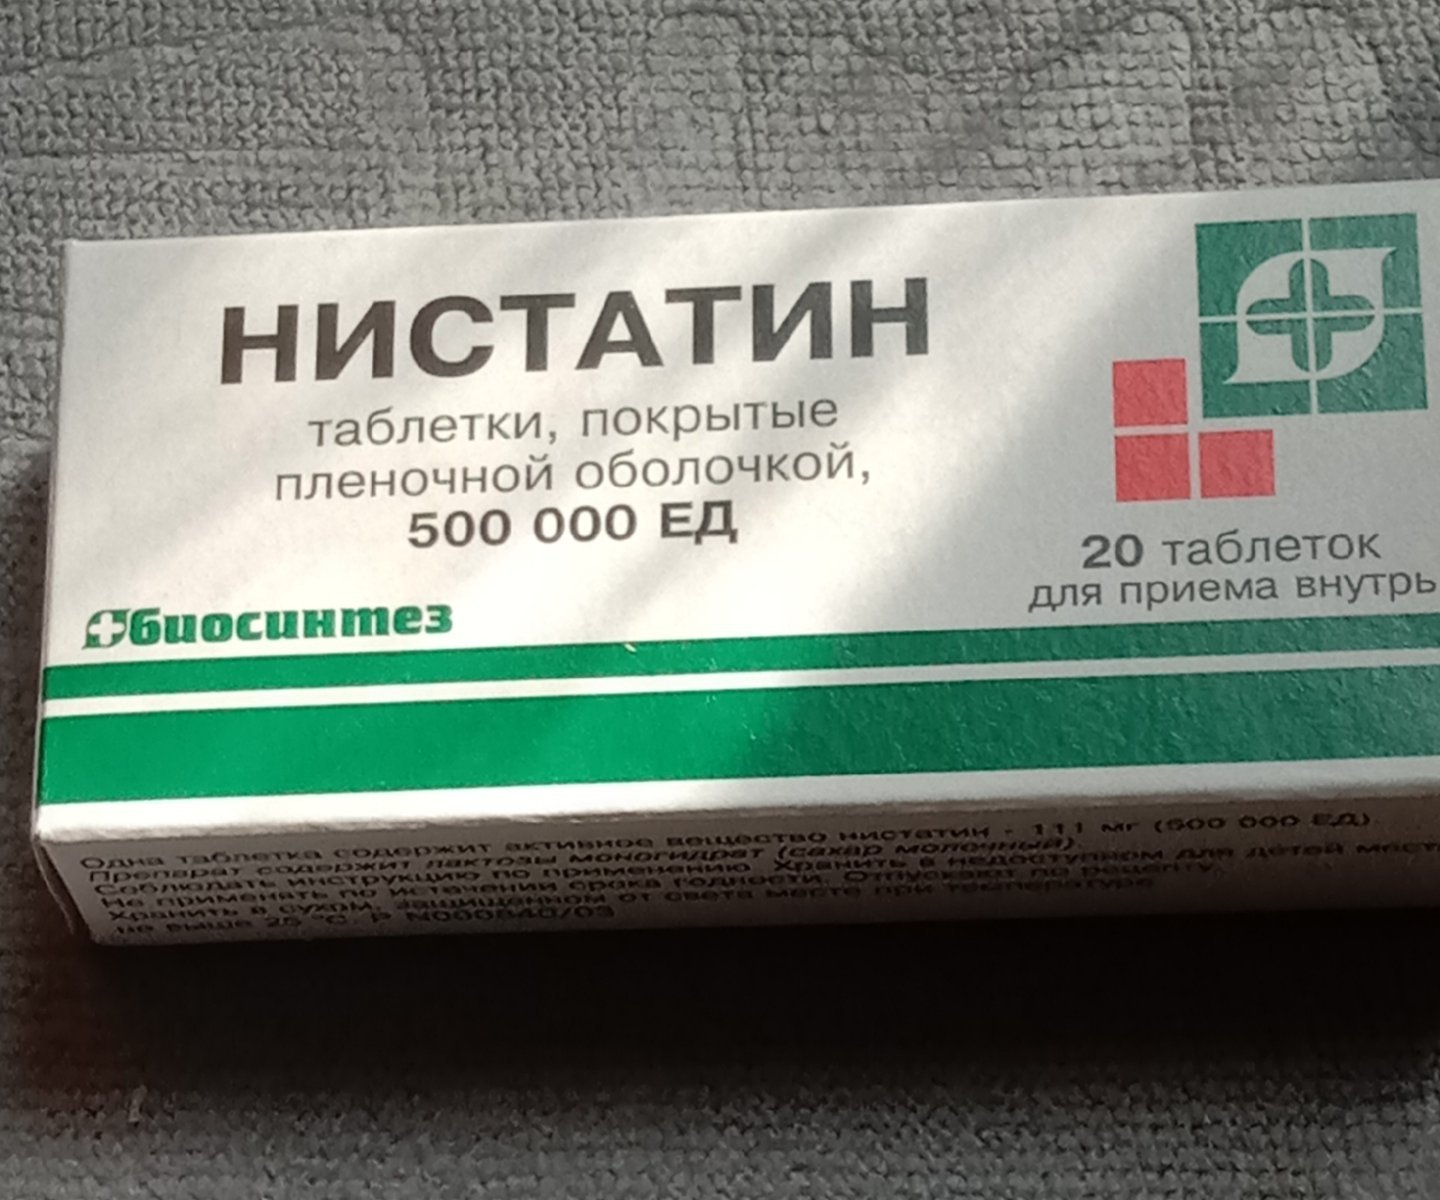 НИСТАТИН
таблетки, покрытые
пленочной оболочкой,
500 000 ЕД
20 таблеток
для приема внутрь
биосинтез
Одна таблетка содержит активное вещество нистатин - 111 мг (500 000 ЕД).
Препарат содержит лактозы моногидрат (сахар молочный).
Соблюдать инструкцию по применению. Хранить в недоступном для детей
Не применять по истечении срока годности. Отпускают по рецепту.
Хранить в сухом, защищенном от света месте при температуре
не выше 25 °C. Р N000840/03